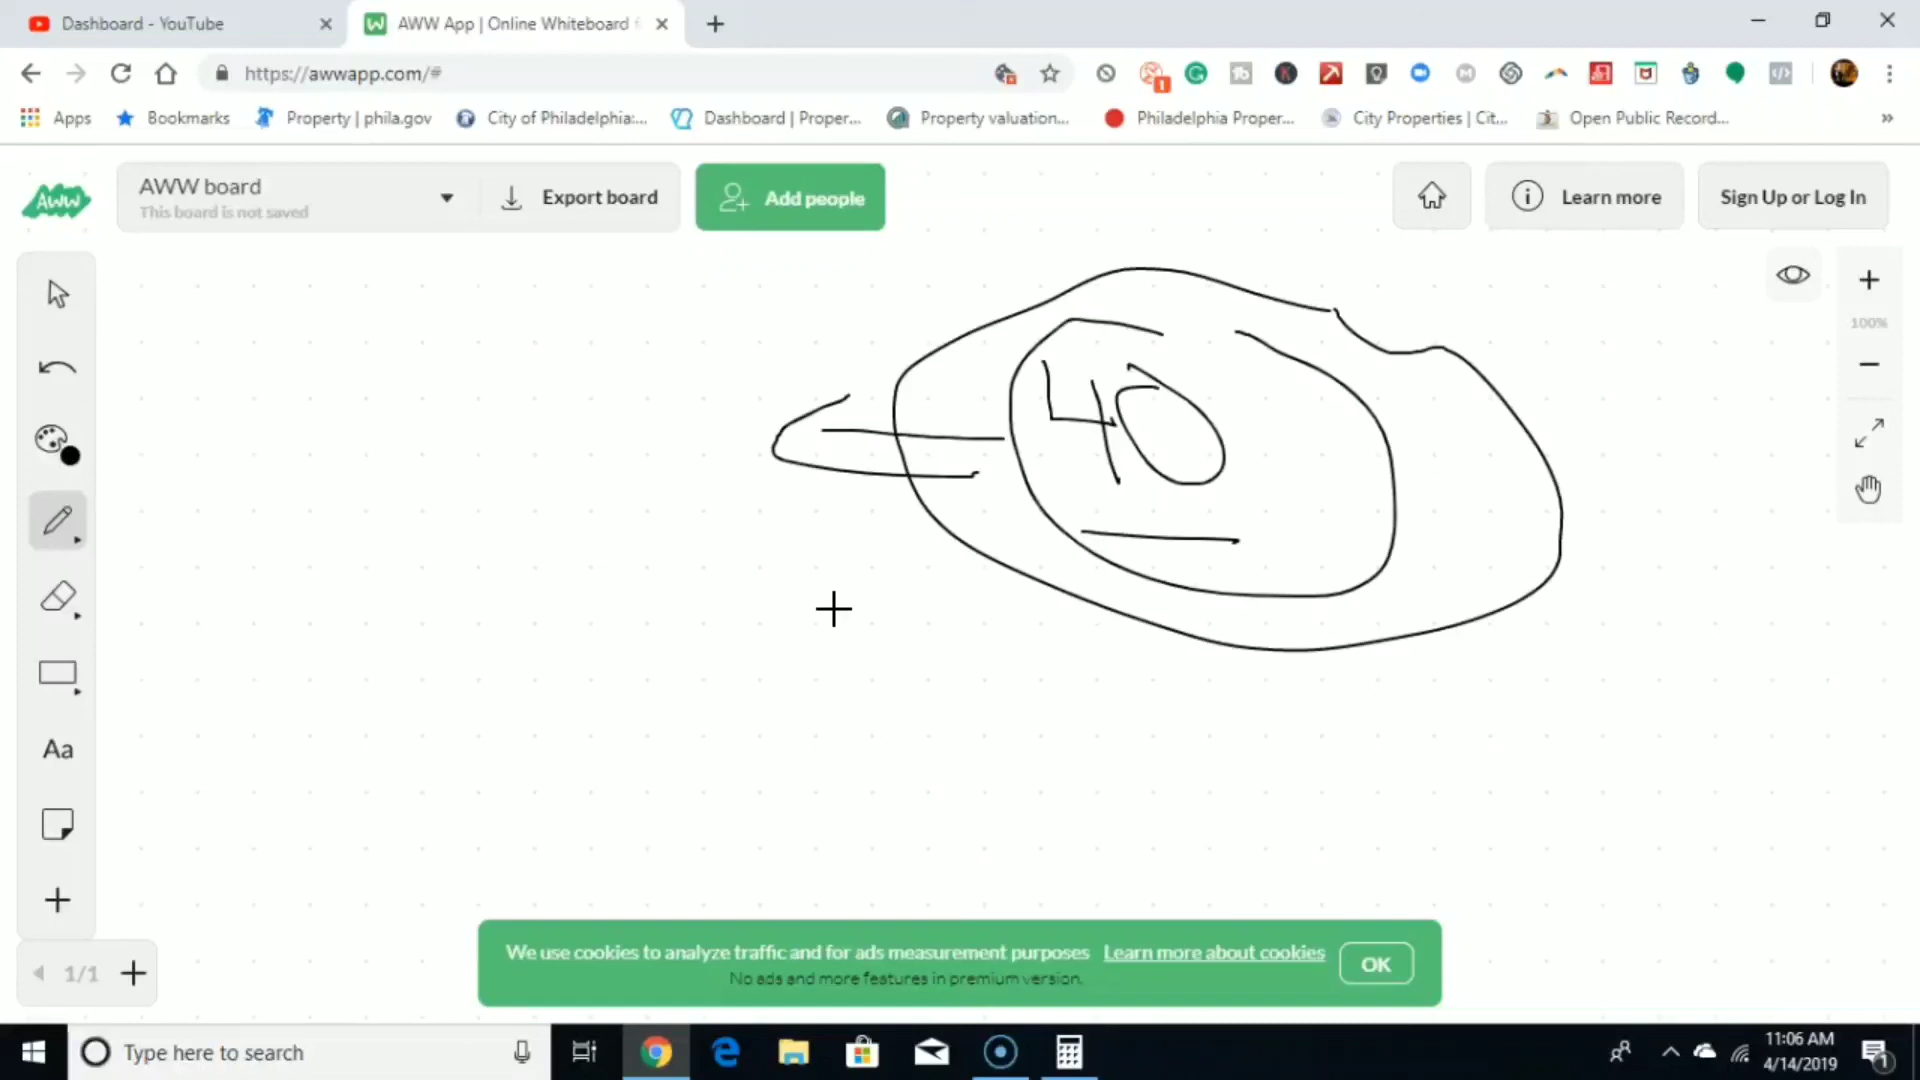 Dashboard - YouTube
AWW App | Online Whiteboard f
https://awwapp.com/#
Apps
Bookmarks
Property | phila.gov
City of Philadelphia:...
Dashboard | Proper...
Property valuation...
Philadelphia Proper...
City Properties | Cit...
Open Public Record...
»
AWW
AWW board
This board is not saved
Export board
Add people
Learn more
Sign Up or Log In
100%
40
Aa
1/1
We use cookies to analyze traffic and for ads measurement purposes Learn more about cookies
No ads and more features in premium version.
OK
Type here to search
11:06 AM
4/14/2019
1